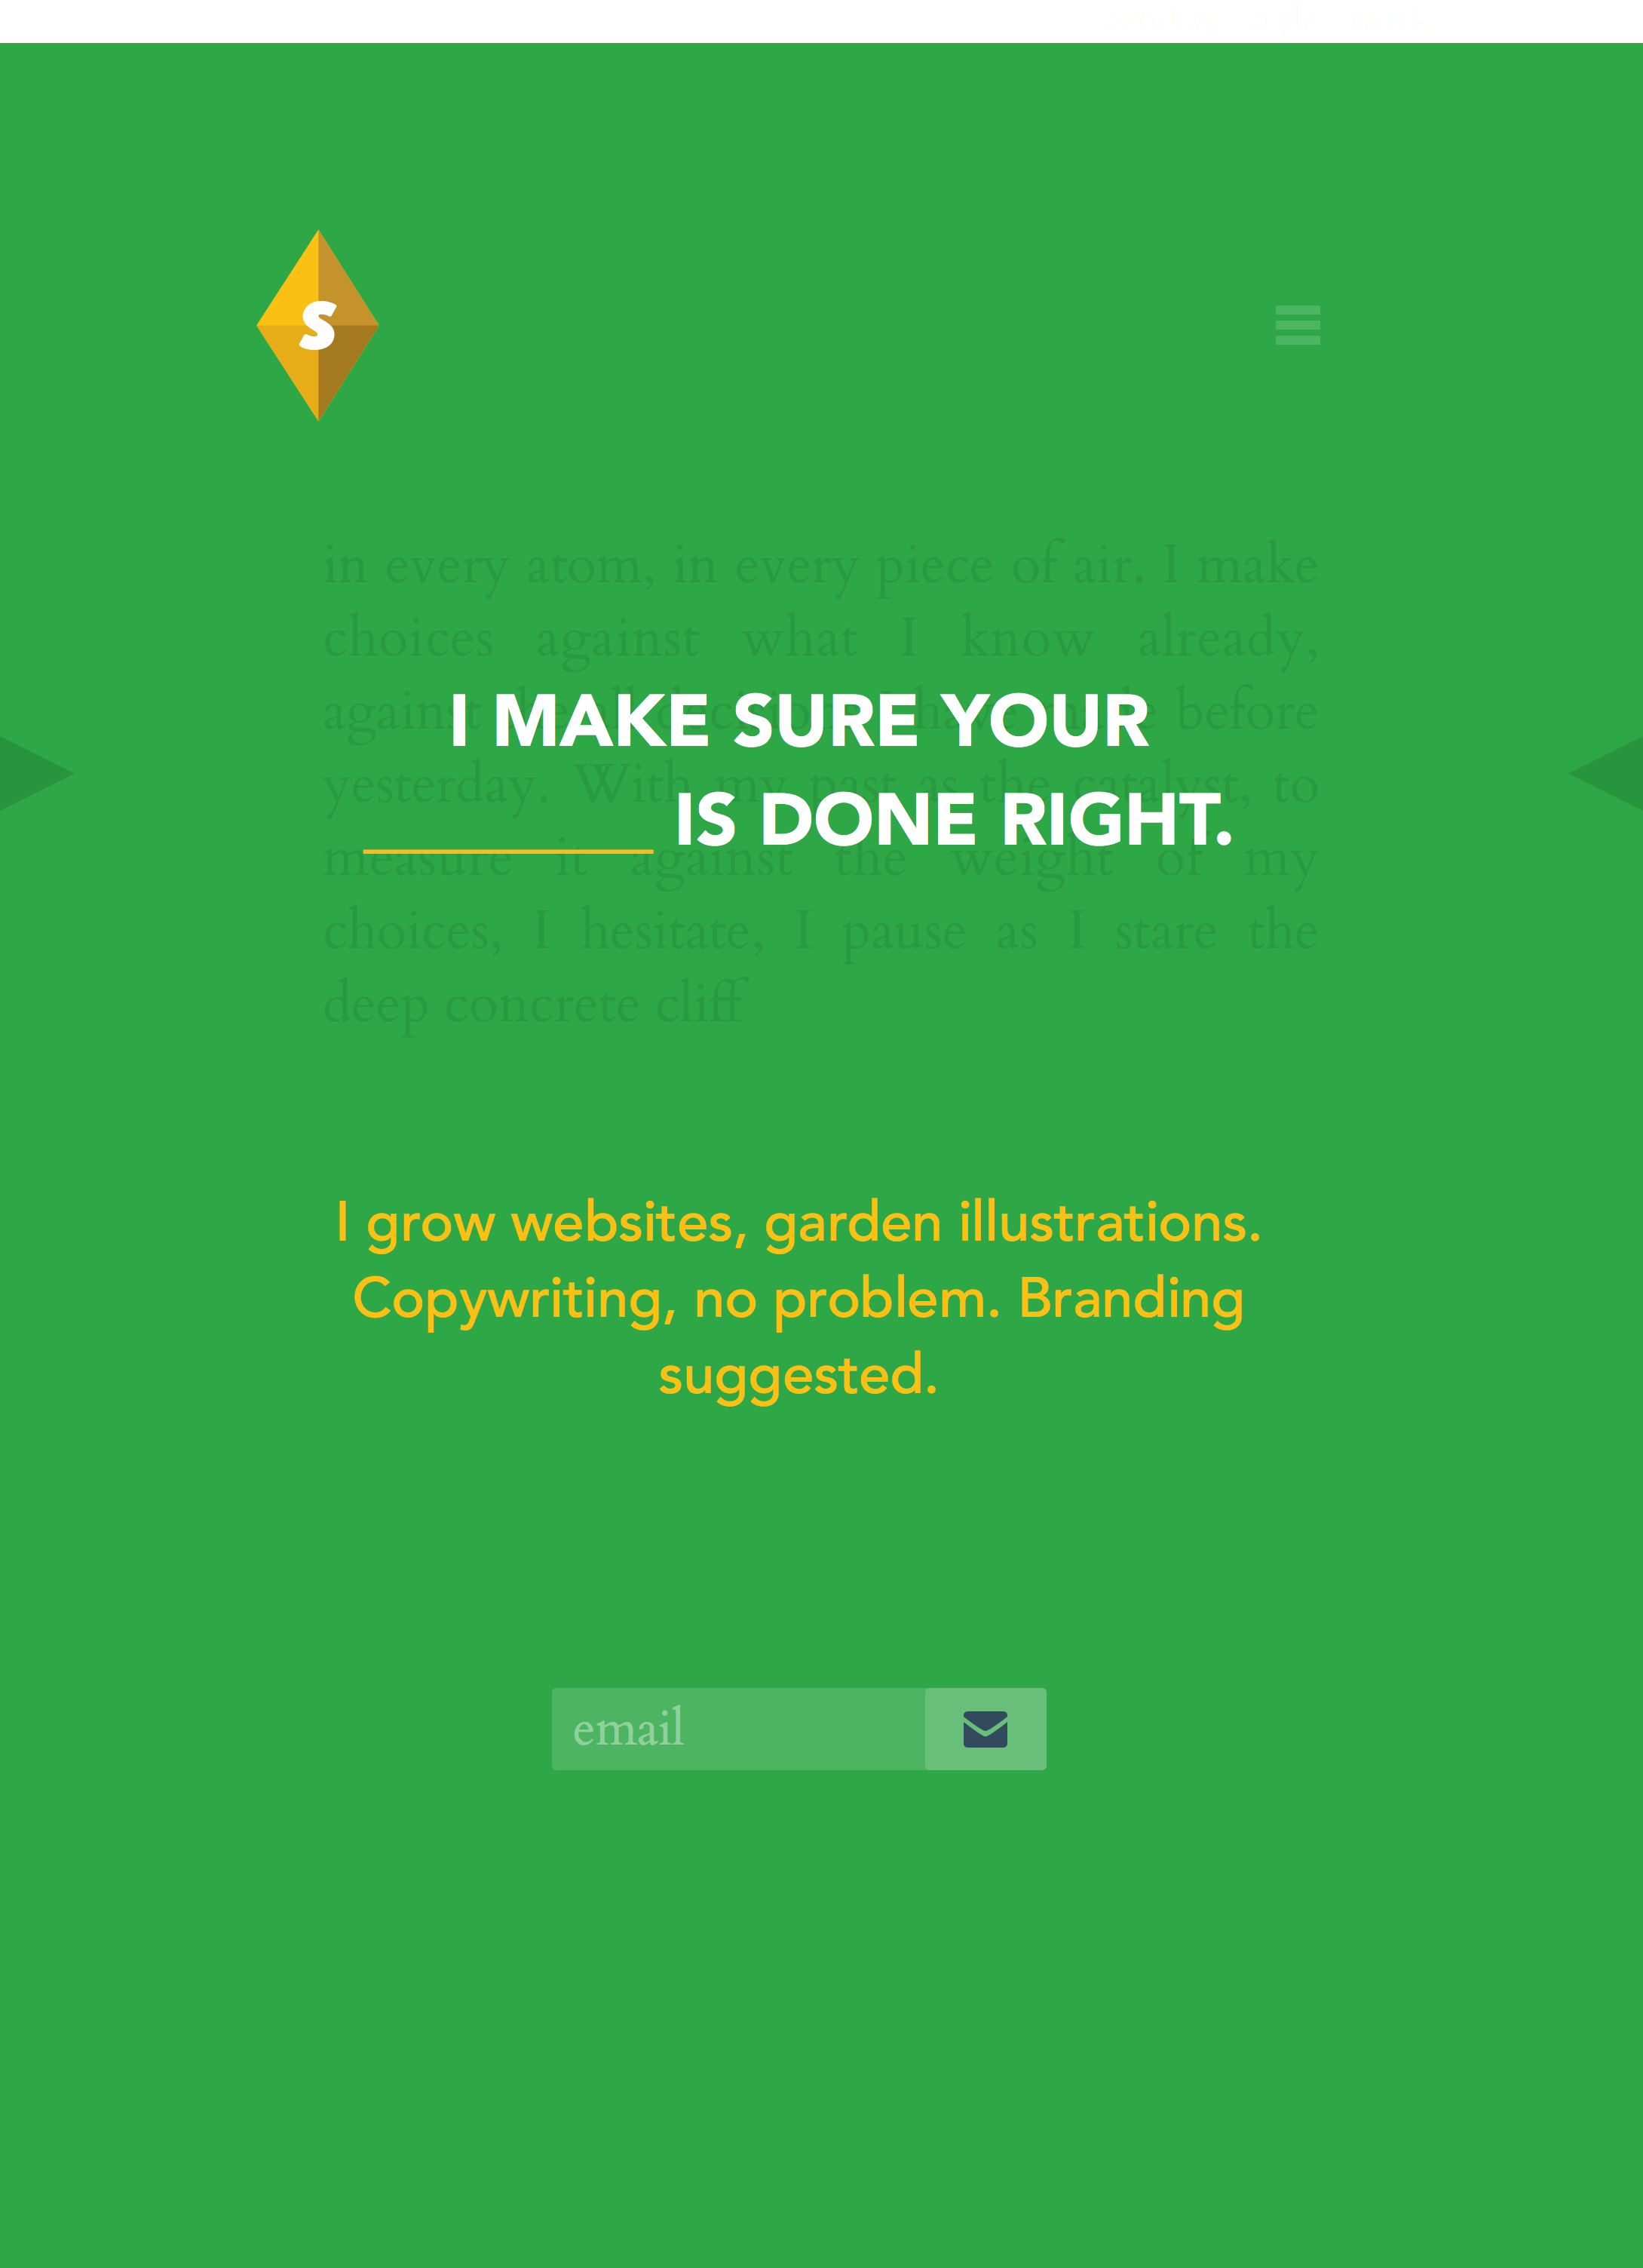 S
in every atom, in every piece of air. I make
choices against what I know already,
against before
I MAKE SURE YOUR
yesterday. With my past as the catalyst, to
IS DONE RIGHT.
measure it against the weight of my
choices, I hesitate, I pause as I stare the
deep concrete cliff
I grow websites, garden illustrations.
Copywriting, no problem. Branding
suggested.
email